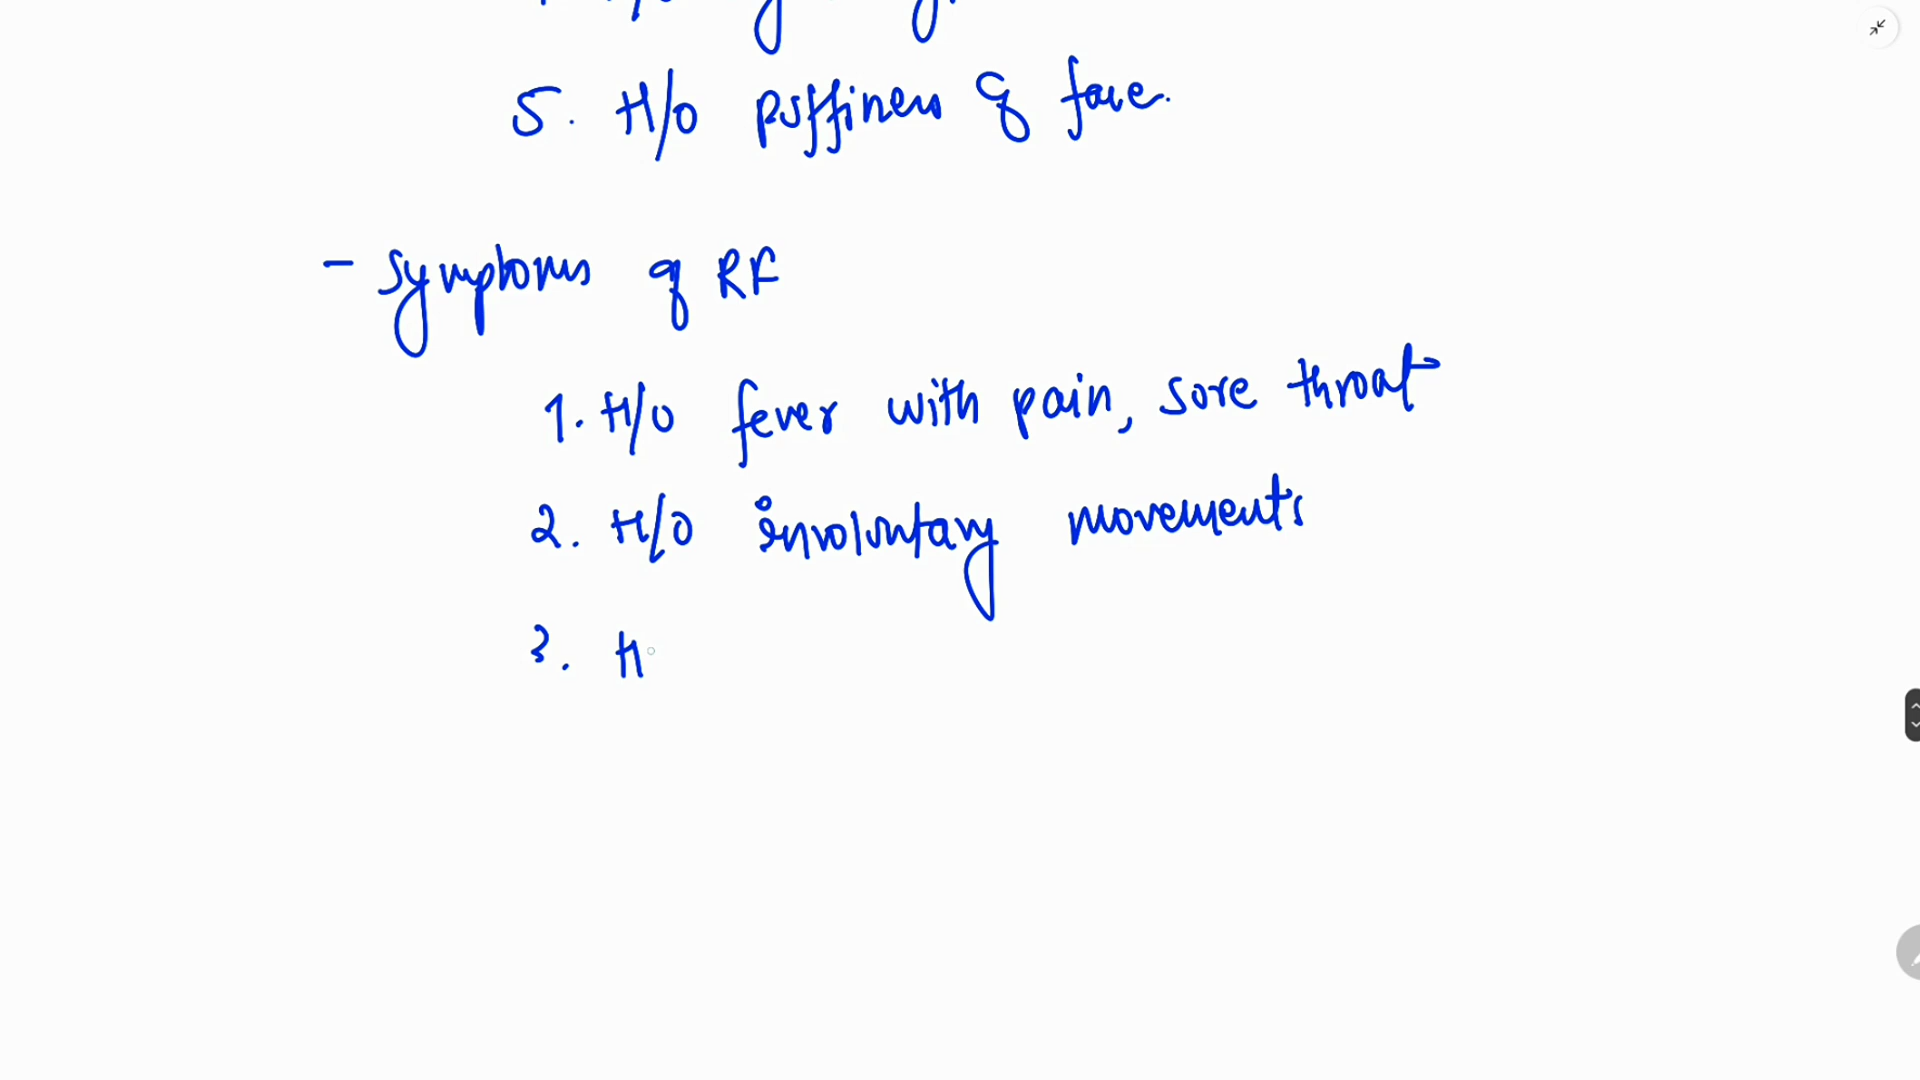 5. H/o puffiness of face.
- Symptoms of RF
1. H/o fever with pain, sore throat
2. H/o involuntary movements
3. H